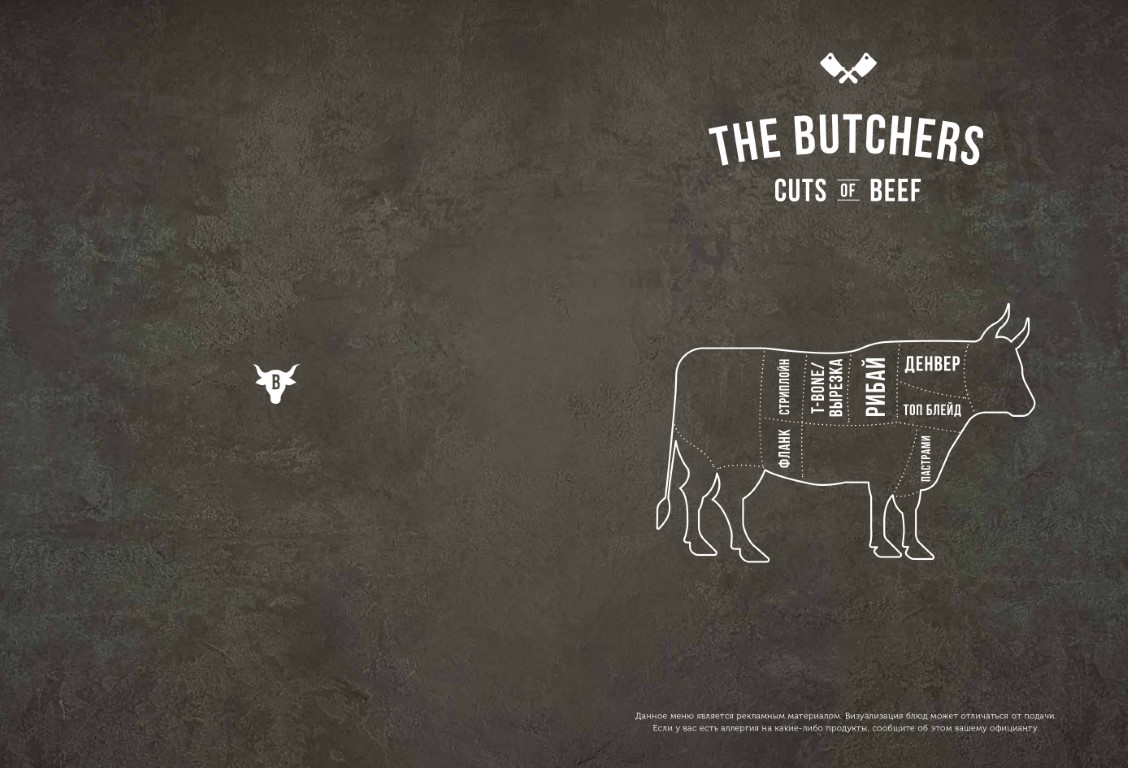 THE BUTCHERS
CUTS OF BEEF
B
СТРИПЛОЙН
T-BONE/
ВЫРЕЗКА
РИБАЙ
ДЕНВЕР
ТОП БЛЕЙД
ФЛАНК
ПАСТРАМИ
Данное меню является рекламным материалом. Визуализация блюд может отличаться от подачи.
Если у вас есть аллергия на какие-либо продукты, сообщите об этом вашему официанту.